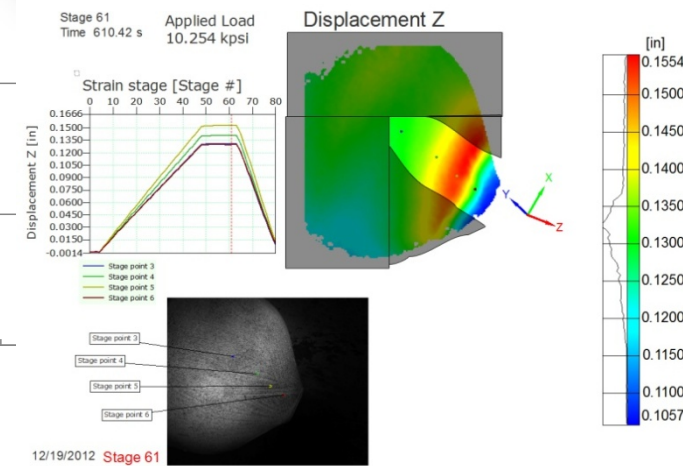 Stage 61
Time 610.42 s
Applied Load
10.254 kpsi
Displacement Z
Strain stage [Stage #]
0 10 20 30 40 50 60 70 80
Displacement Z [in]
0.1666
0.1500
0.1350
0.1200
0.1050
0.0900
0.0750
0.0600
0.0450
0.0300
0.0150
-0.0014
Stage point 3
Stage point 4
Stage point 5
Stage point 6
X
Y
Z
[in]
0.1554
0.1500
0.1450
0.1400
0.1350
0.1300
0.1250
0.1200
0.1150
0.1100
0.1057
Stage point 3
Stage point 4
Stage point 5
Stage point 6
12/19/2012 Stage 61